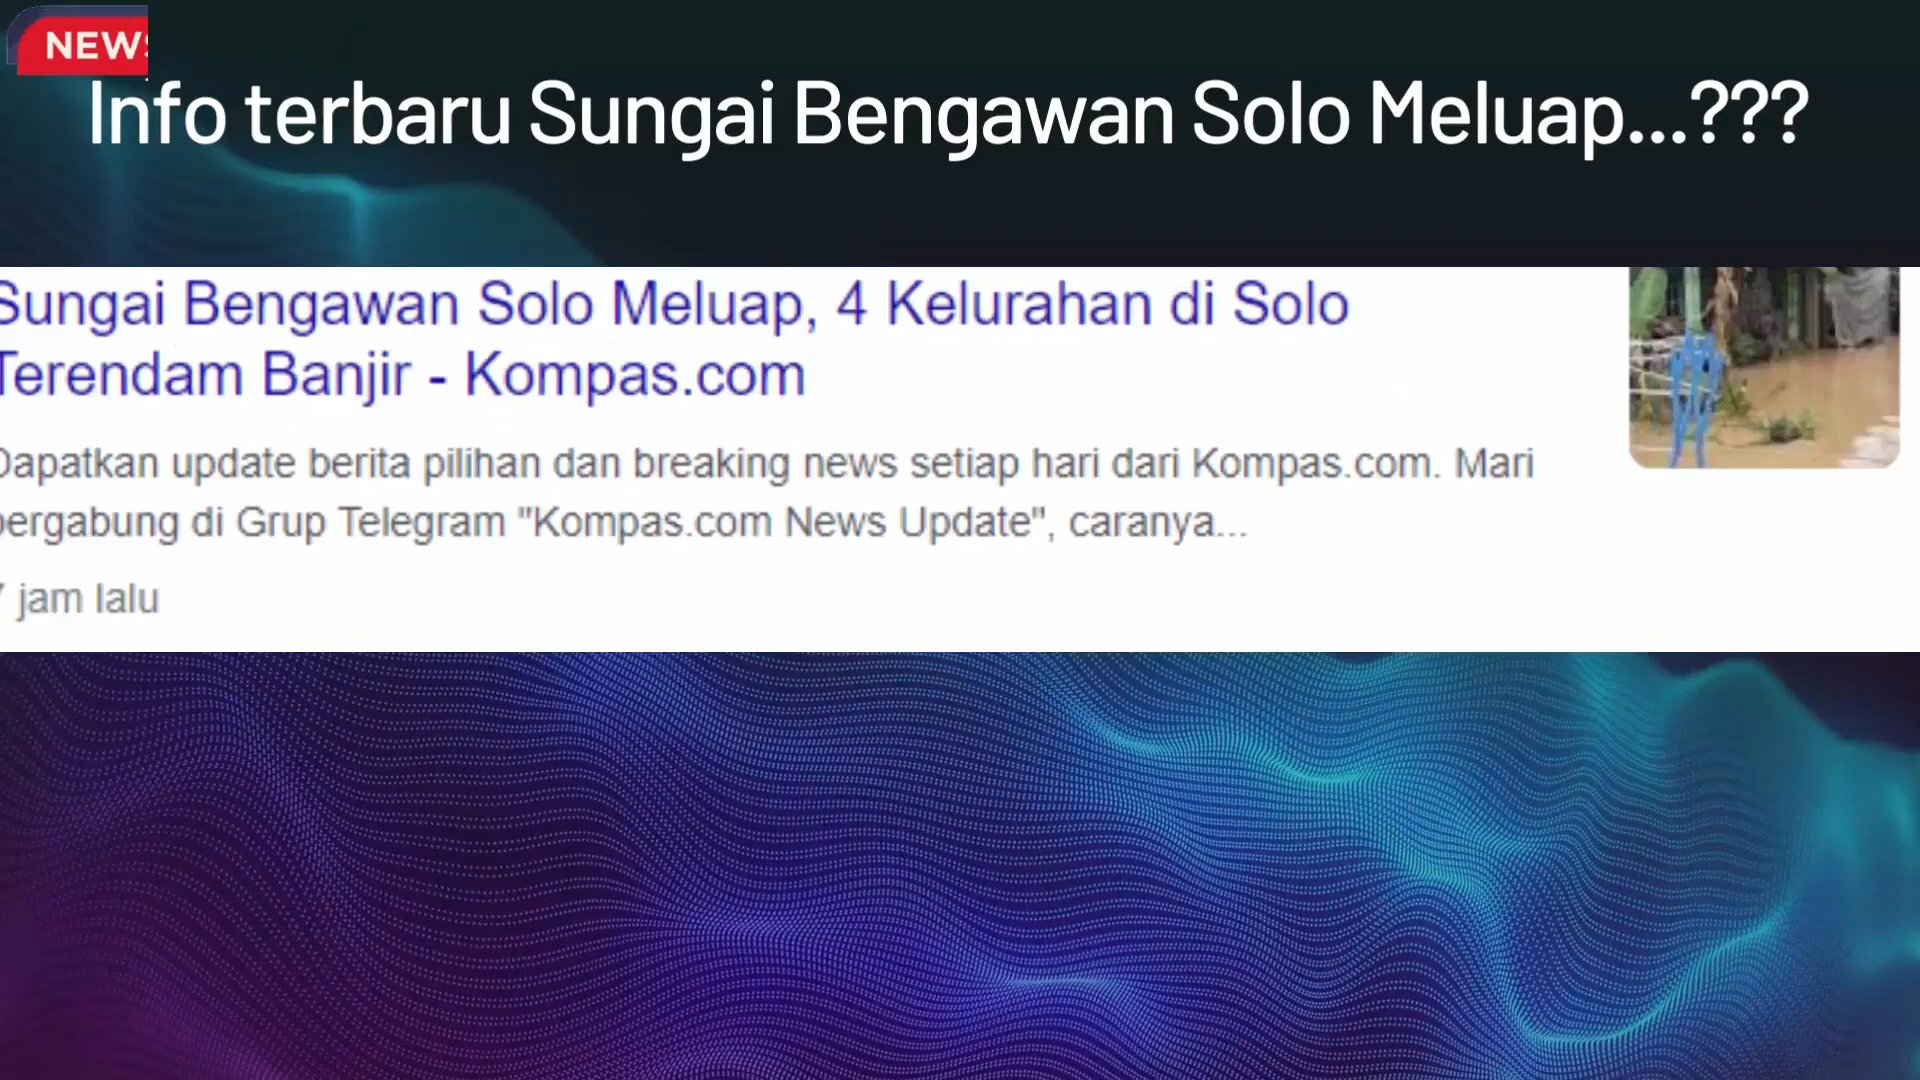 NEWS
Info terbaru Sungai Bengawan Solo Meluap...???
Sungai Bengawan Solo Meluap, 4 Kelurahan di Solo
Terendam Banjir - Kompas.com
Dapatkan update berita pilihan dan breaking news setiap hari dari Kompas.com. Mari
bergabung di Grup Telegram "Kompas.com News Update", caranya...
7 jam lalu